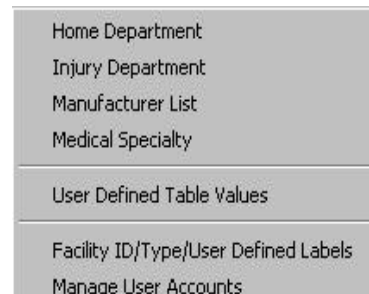 Home Department
Injury Department
Manufacturer List
Medical Specialty
User Defined Table Values
Facility ID/Type/User Defined Labels
Manage User Accounts